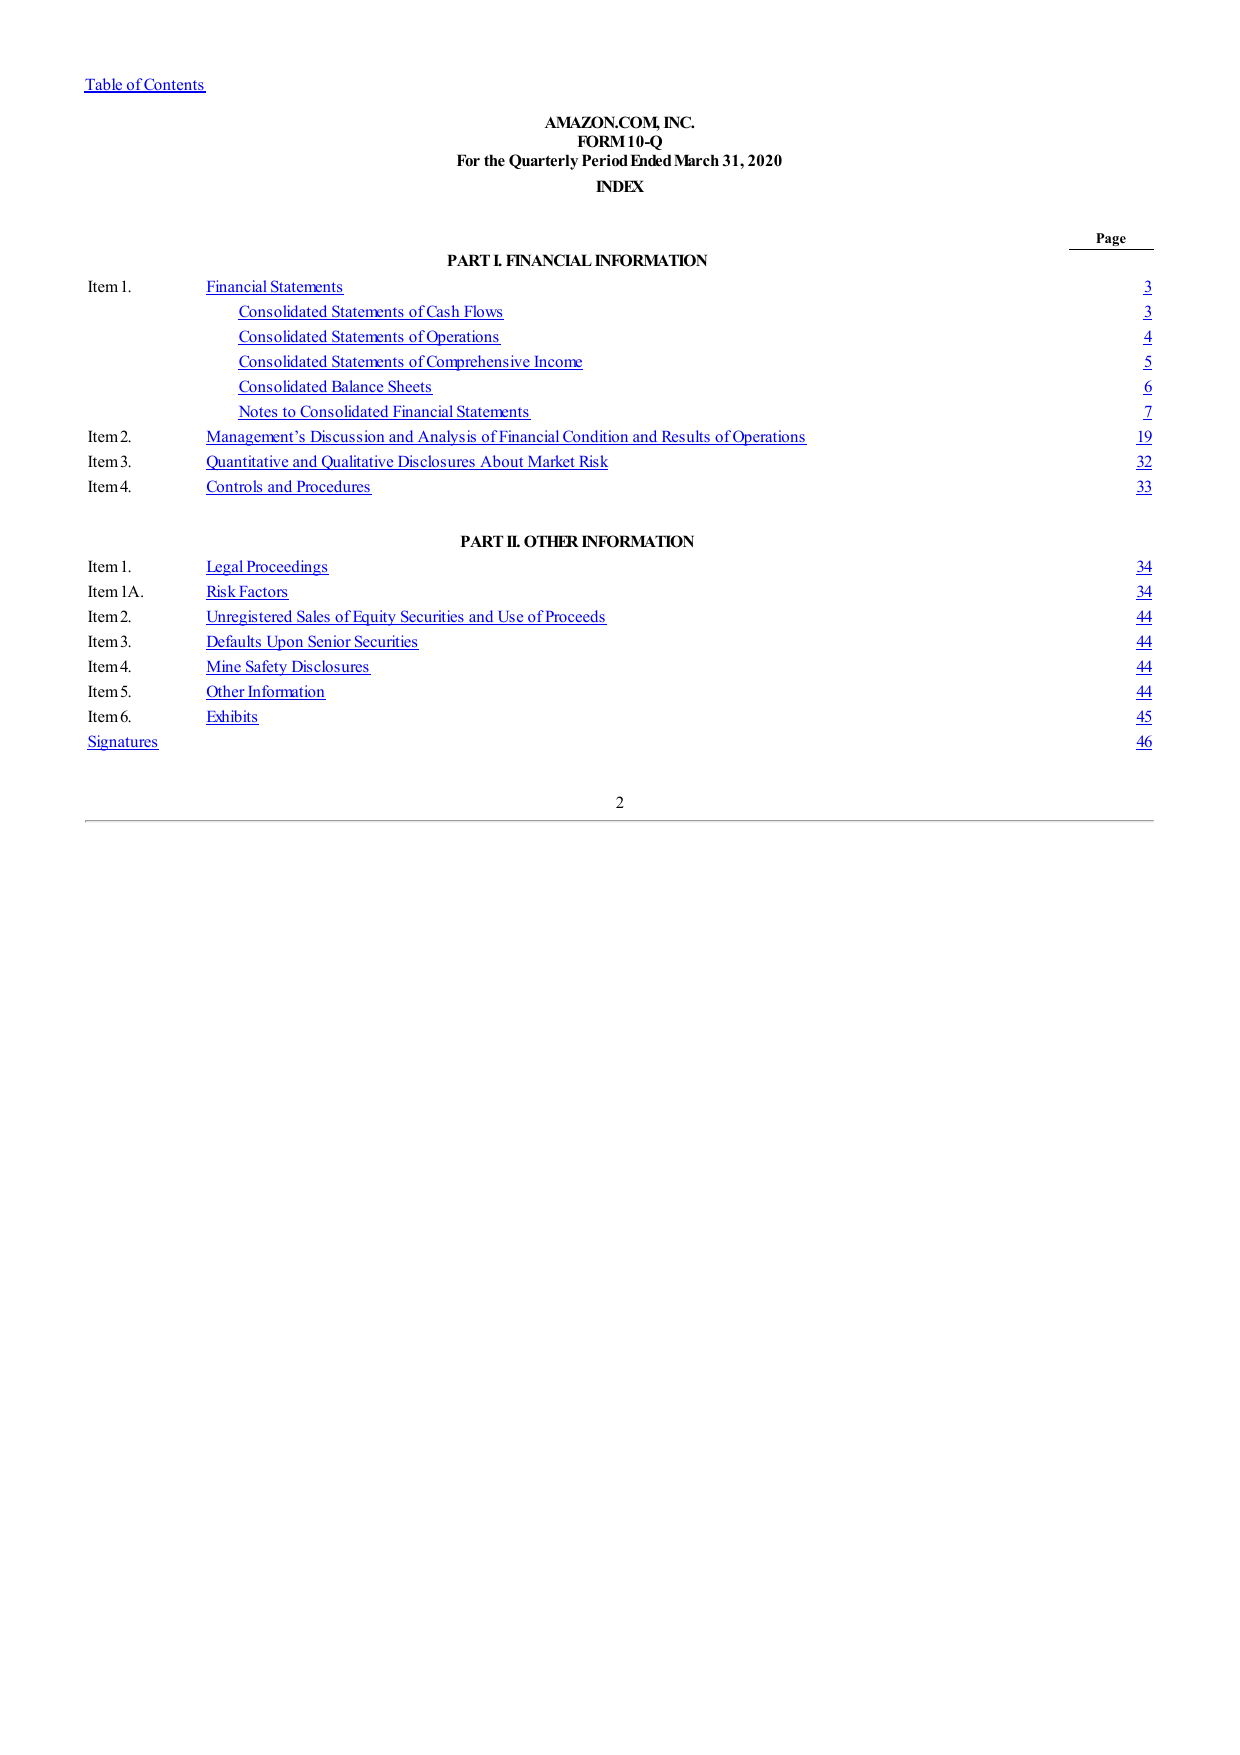 Table of Contents
AMAZON.COM, INC.
FORM 10-Q
For the Quarterly Period Ended March 31, 2020
INDEX
Page
PART I. FINANCIAL INFORMATION
Item 1. Financial Statements 3
Consolidated Statements of Cash Flows 3
Consolidated Statements of Operations 4
Consolidated Statements of Comprehensive Income 5
Consolidated Balance Sheets 6
Notes to Consolidated Financial Statements 7
Item 2. Management’s Discussion and Analysis of Financial Condition and Results of Operations 19
Item 3. Quantitative and Qualitative Disclosures About Market Risk 32
Item 4. Controls and Procedures 33
PART II. OTHER INFORMATION
Item 1. Legal Proceedings 34
Item 1A. Risk Factors 34
Item 2. Unregistered Sales of Equity Securities and Use of Proceeds 44
Item 3. Defaults Upon Senior Securities 44
Item 4. Mine Safety Disclosures 44
Item 5. Other Information 44
Item 6. Exhibits 45
Signatures 46
2